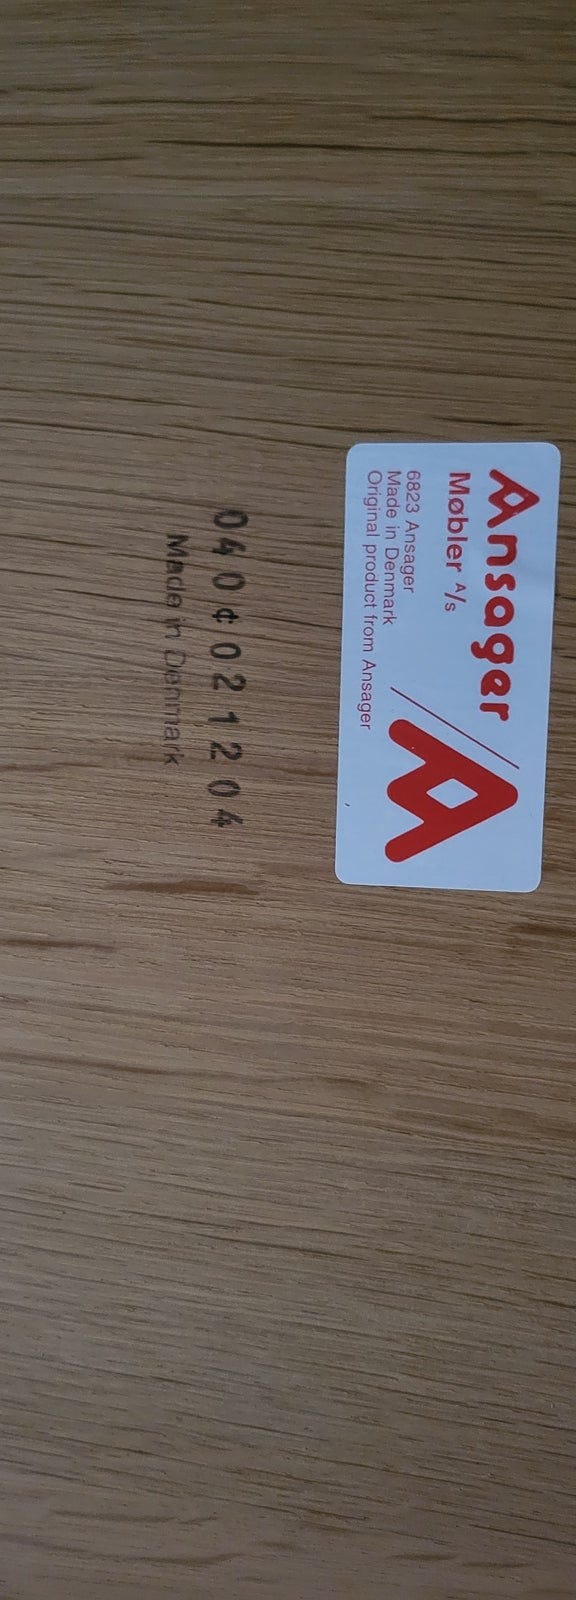 Ansager
Møbler A/S
6823 Ansager
Made in Denmark
Original product from Ansager
040¢021204
Made in Denmark